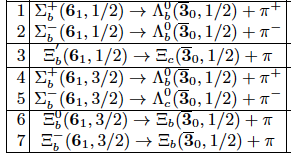 1 Σ_b^+(𝟔_1, 1/2) → Λ_b^0(𝟑̅_0, 1/2) + π^+
2 Σ_b^-(𝟔_1, 1/2) → Λ_b^0(𝟑̅_0, 1/2) + π^-
3 Ξ_b^'(𝟔_1, 1/2) → Ξ_c(𝟑̅_0, 1/2) + π
4 Σ_b^+(𝟔_1, 3/2) → Λ_b^0(𝟑̅_0, 1/2) + π^+
5 Σ_b^-(𝟔_1, 3/2) → Λ_b^0(𝟑̅_0, 1/2) + π^-
6 Ξ_b^0(𝟔_1, 3/2) → Ξ_b(𝟑̅_0, 1/2) + π
7 Ξ_b^-(𝟔_1, 3/2) → Ξ_b(𝟑̅_0, 1/2) + π